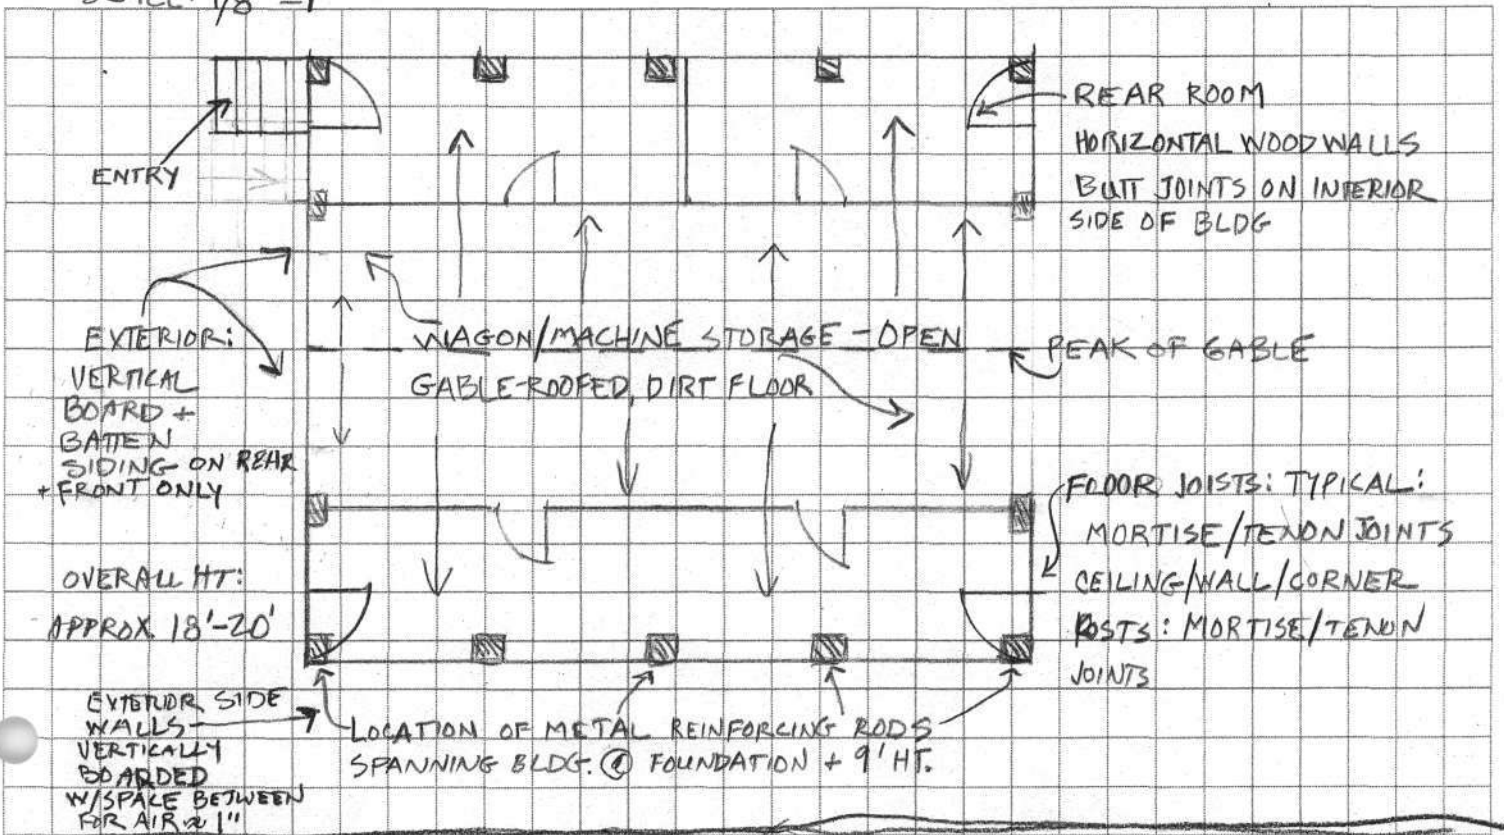 1/8" = 1'
ENTRY
REAR ROOM
HORIZONTAL WOOD WALLS
BUTT JOINTS ON INTERIOR
SIDE OF BLDG
EXTERIOR:
VERTICAL
BOARD +
BATTEN
SIDING ON REAR
+ FRONT ONLY
WAGON/MACHINE STORAGE - OPEN
GABLE-ROOFED, DIRT FLOOR
PEAK OF GABLE
OVERALL HT:
APPROX. 18'-20'
FLOOR JOISTS: TYPICAL:
MORTISE/TENON JOINTS
CEILING/WALL/CORNER
POSTS: MORTISE/TENON
JOINTS
EXTERIOR SIDE
WALLS
VERTICALLY
BOARDED
W/SPACE BETWEEN
FOR AIR ≈ 1"
LOCATION OF METAL REINFORCING RODS
SPANNING BLDG. @ FOUNDATION + 9' HT.